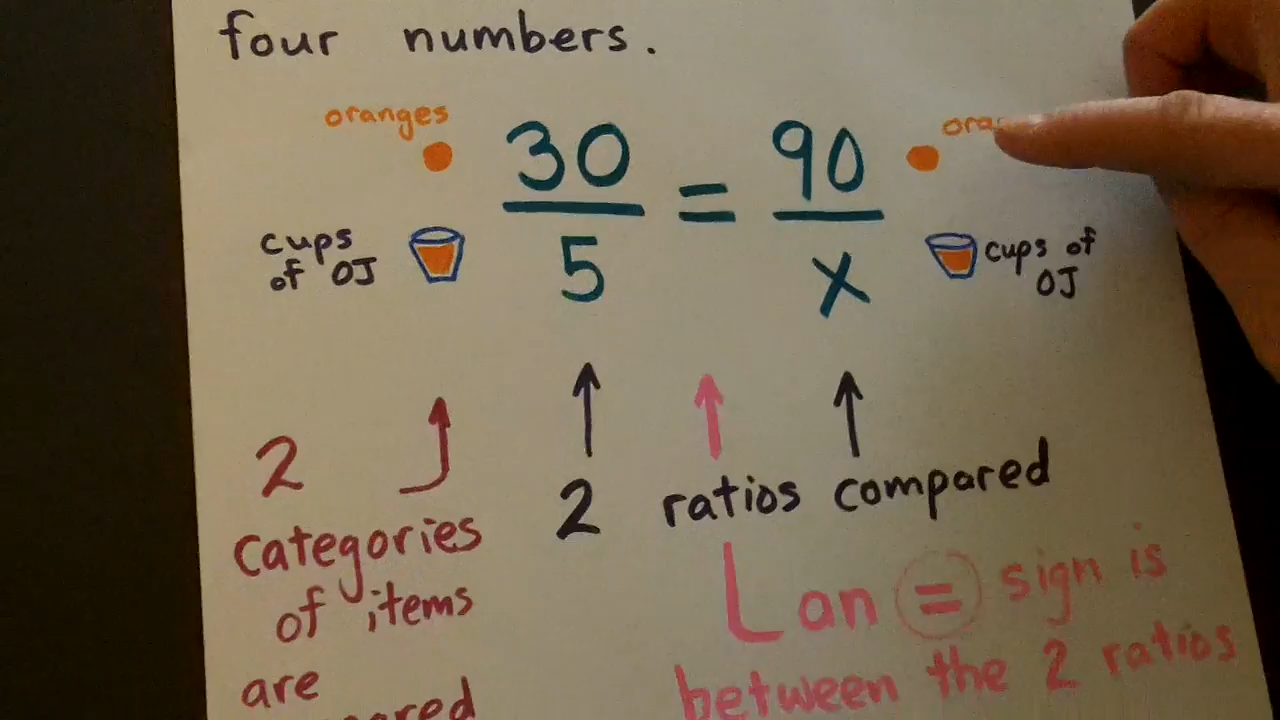 four numbers.
oranges
30 = 90
5 x
cups
of OJ
cups of
OJ
2 ratios compared
2
categories
of items
are
an = sign is
between the 2 ratios